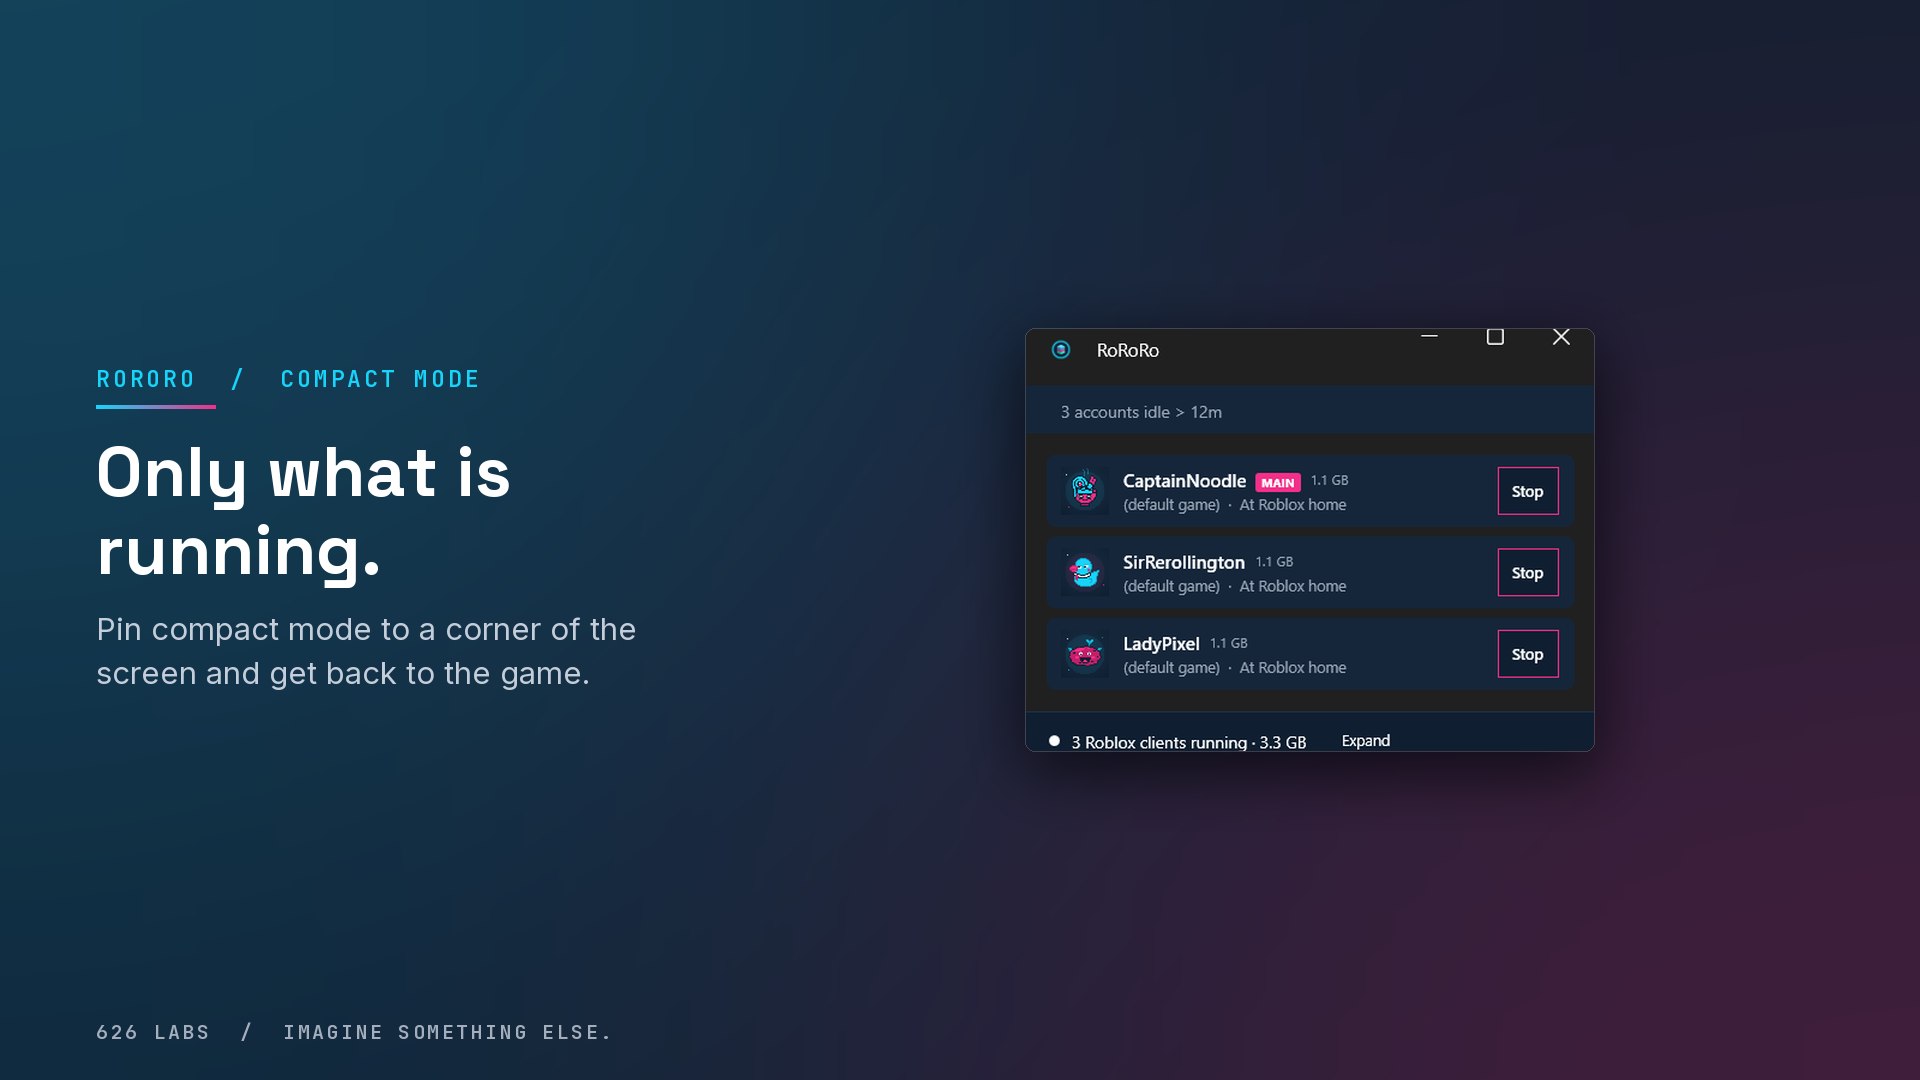 RORORO / COMPACT MODE
Only what is
running.
Pin compact mode to a corner of the
screen and get back to the game.
626 LABS / IMAGINE SOMETHING ELSE.
RoRoRo
3 accounts idle > 12m
CaptainNoodle MAIN 1.1 GB
(default game) · At Roblox home
Stop
SirRerollington 1.1 GB
(default game) · At Roblox home
Stop
LadyPixel 1.1 GB
(default game) · At Roblox home
Stop
3 Roblox clients running · 3.3 GB Expand